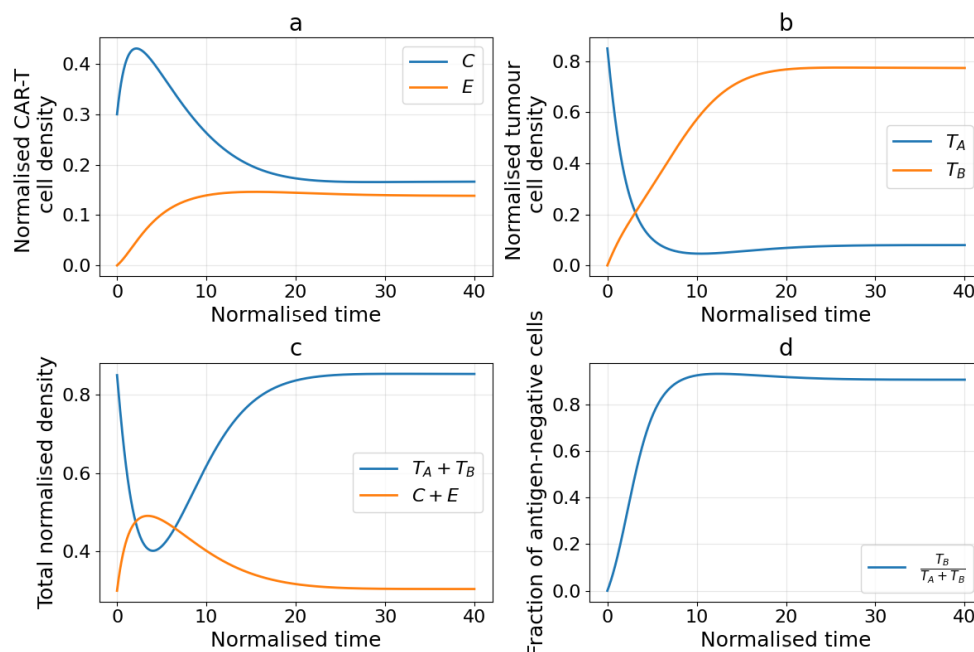 a
Normalised CAR-T
cell density
0.4
0.3
0.2
0.1
0.0
C
E
0
10
20
30
40
Normalised time
b
Normalised tumour
cell density
0.8
0.6
0.4
0.2
0.0
T_A
T_B
0
10
20
30
40
Normalised time
c
Total normalised density
0.8
0.6
0.4
T_A + T_B
C + E
0
10
20
30
40
Normalised time
d
Fraction of antigen-negative cells
0.8
0.6
0.4
0.2
0.0
T_B
T_A + T_B
0
10
20
30
40
Normalised time